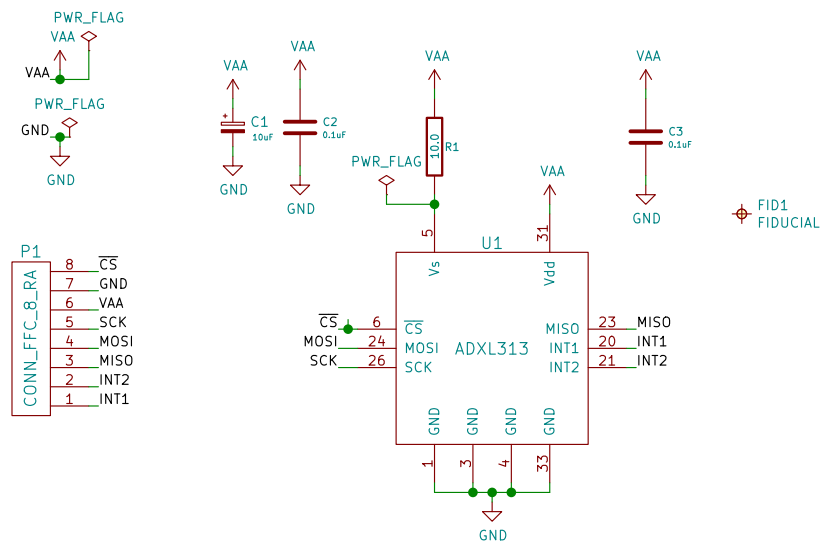 PWR_FLAG
VAA
VAA
PWR_FLAG
GND
GND
VAA
C1
10uF
GND
VAA
C2
0.1uF
GND
VAA
10.0
R1
PWR_FLAG
VAA
C3
0.1uF
GND
VAA
FID1
FIDUCIAL
P1
CONN_FFC_8_RA
8 CS
7 GND
6 VAA
5 SCK
4 MOSI
3 MISO
2 INT2
1 INT1
U1
ADXL313
5 Vs
31 Vdd
CS 6 CS
MOSI 24 MOSI
SCK 26 SCK
MISO 23 MISO
INT1 20 INT1
INT2 21 INT2
GND GND GND GND
1 3 4 33
GND